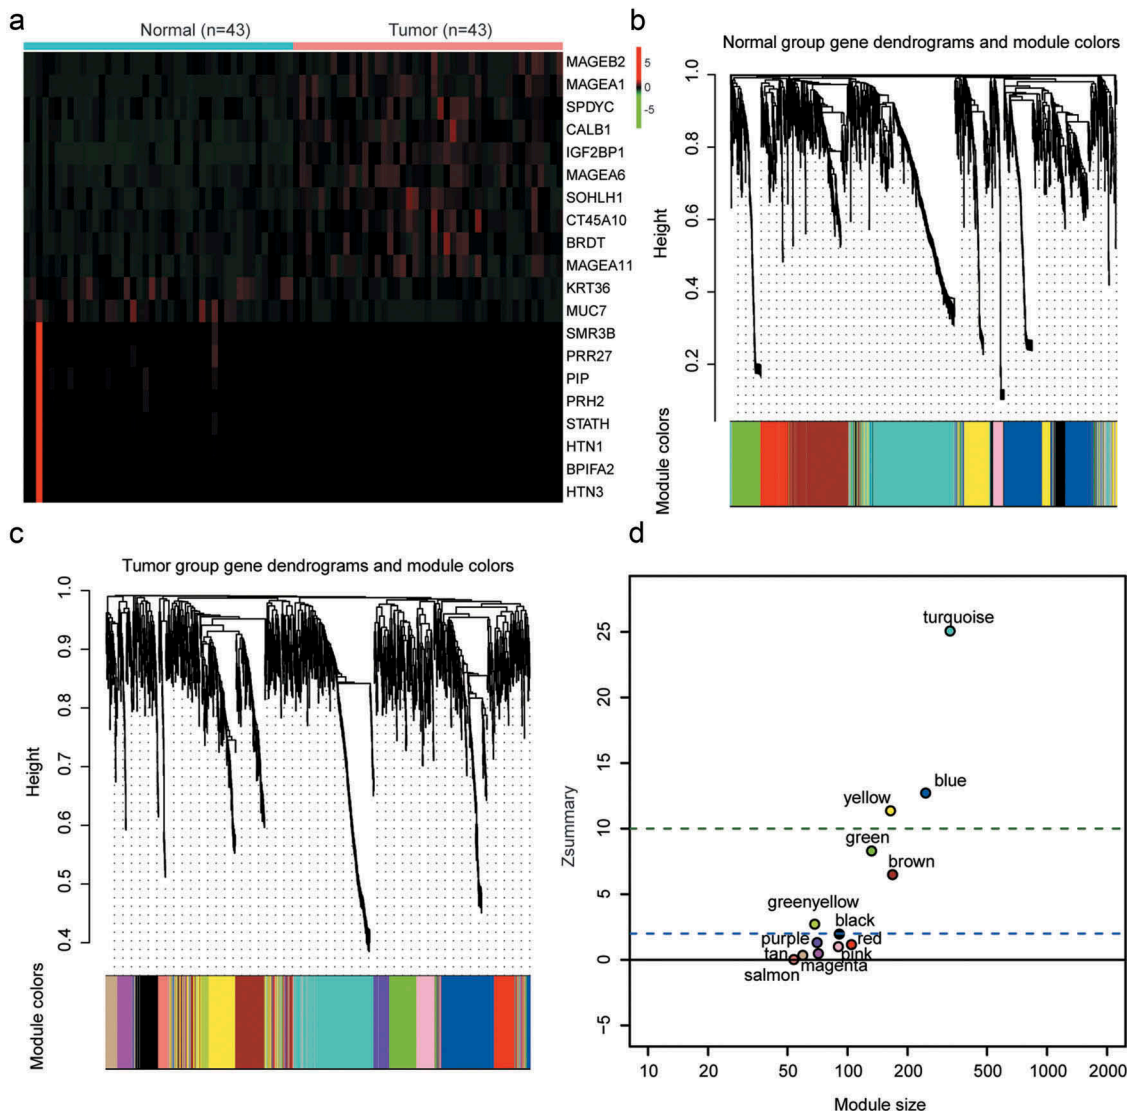 a
Normal (n=43)
Tumor (n=43)
MAGEB2
MAGEA1
SPDYC
CALB1
IGF2BP1
MAGEA6
SOHLH1
CT45A10
BRDT
MAGEA11
KRT36
MUC7
SMR3B
PRR27
PIP
PRH2
STATH
HTN1
BPIFA2
HTN3
5
0
-5
b
Normal group gene dendrograms and module colors
Height
1.0
0.8
0.6
0.4
0.2
Module colors
c
Tumor group gene dendrograms and module colors
Height
1.0
0.9
0.8
0.7
0.6
0.5
0.4
Module colors
d
Zsummary
25
20
15
10
5
0
−5
turquoise
blue
yellow
green
brown
greenyellow
black
purple
red
tan
pink
magenta
salmon
10
20
50
100
200
500
1000
2000
Module size